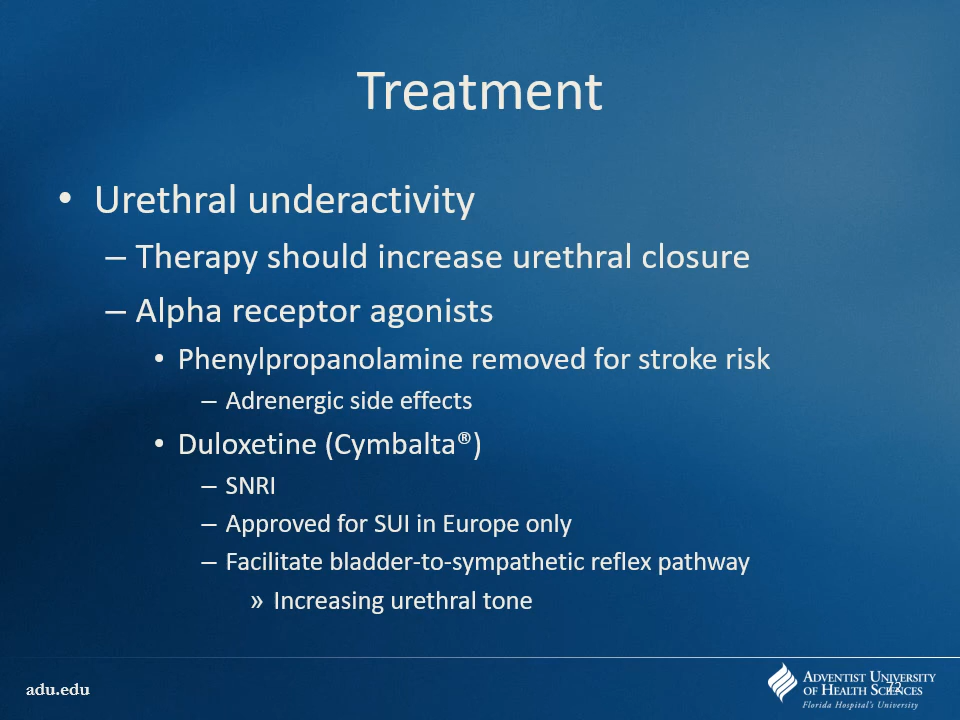 Treatment
• Urethral underactivity
– Therapy should increase urethral closure
– Alpha receptor agonists
• Phenylpropanolamine removed for stroke risk
– Adrenergic side effects
• Duloxetine (Cymbalta®)
– SNRI
– Approved for SUI in Europe only
– Facilitate bladder-to-sympathetic reflex pathway
» Increasing urethral tone
adu.edu
ADVENTIST UNIVERSITY
OF HEALTH SCIENCES
Florida Hospital's University
72